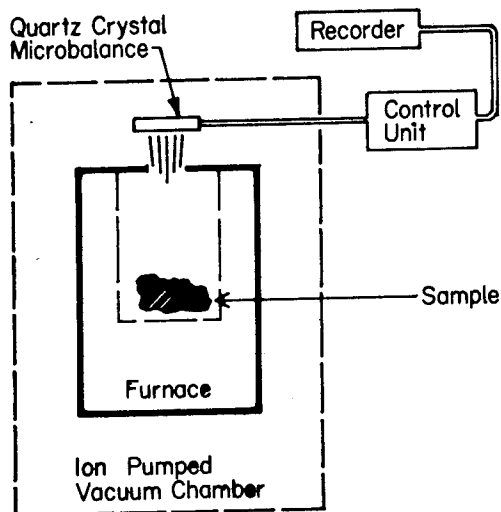 Quartz Crystal
Microbalance
Recorder
Control
Unit
Sample
Furnace
Ion Pumped
Vacuum Chamber